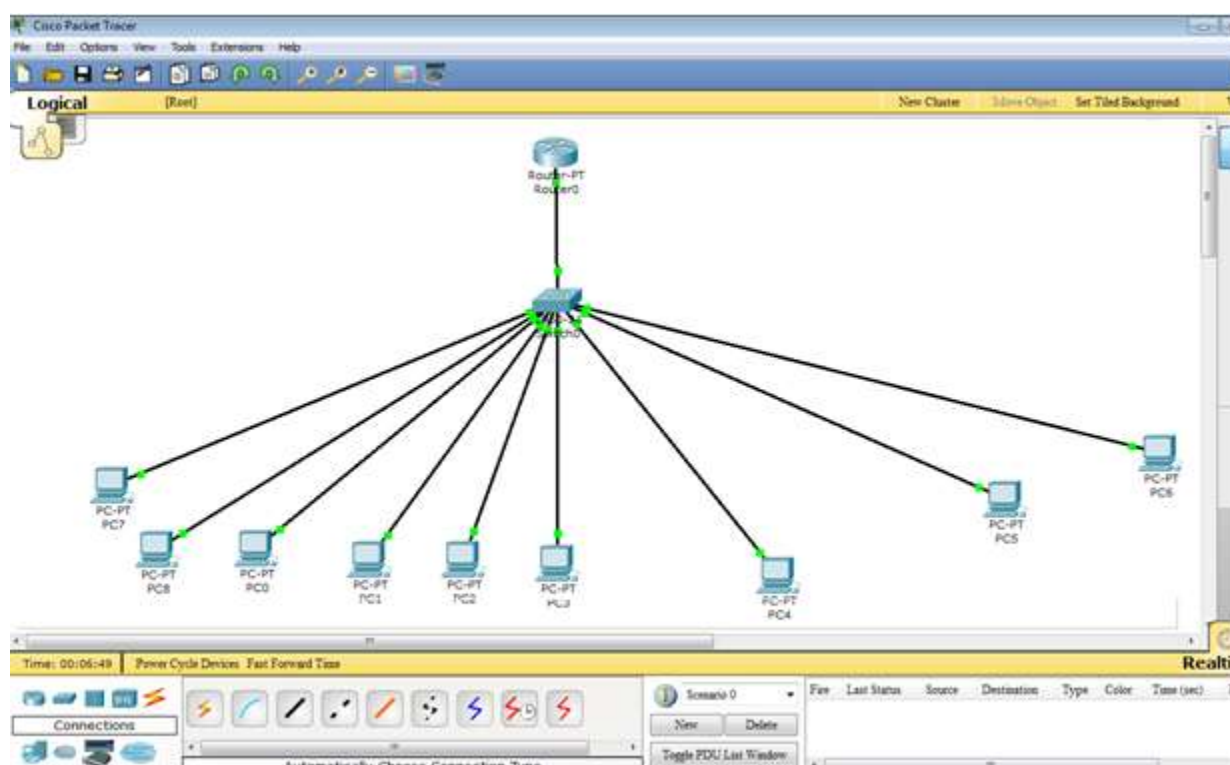 Cisco Packet Tracer
File Edit Options View Tools Extensions Help
Logical [Root] New Cluster Move Object Set Tiled Background
Router-PT
Router0
Switch0
PC-PT
PC7
PC-PT
PC8
PC-PT
PC0
PC-PT
PC1
PC-PT
PC2
PC-PT
PC3
PC-PT
PC4
PC-PT
PC5
PC-PT
PC6
Time: 00:06:49 Power Cycle Devices Fast Forward Time Realti
Connections
Automatically Choose Connection Type
Scenario 0
New Delete
Toggle PDU List Window
Fire Last Status Source Destination Type Color Time (sec)